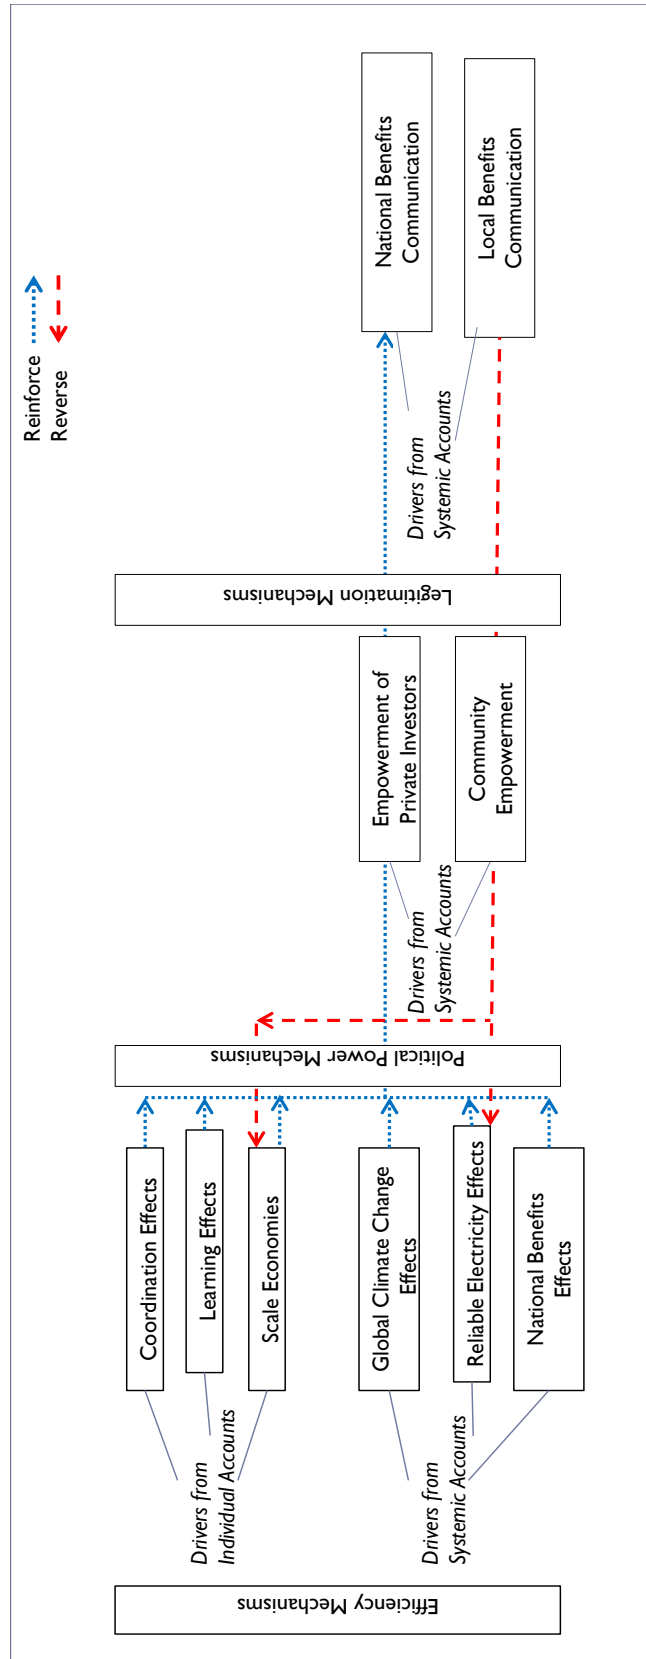 Reinforce
Reverse
Efficiency Mechanisms
Drivers from
Individual Accounts
Coordination Effects
Learning Effects
Scale Economies
Drivers from
Systemic Accounts
Global Climate Change
Effects
Reliable Electricity Effects
National Benefits
Effects
Political Power Mechanisms
Drivers from
Systemic Accounts
Empowerment of
Private Investors
Community
Empowerment
Legitimation Mechanisms
Drivers from
Systemic Accounts
National Benefits
Communication
Local Benefits
Communication